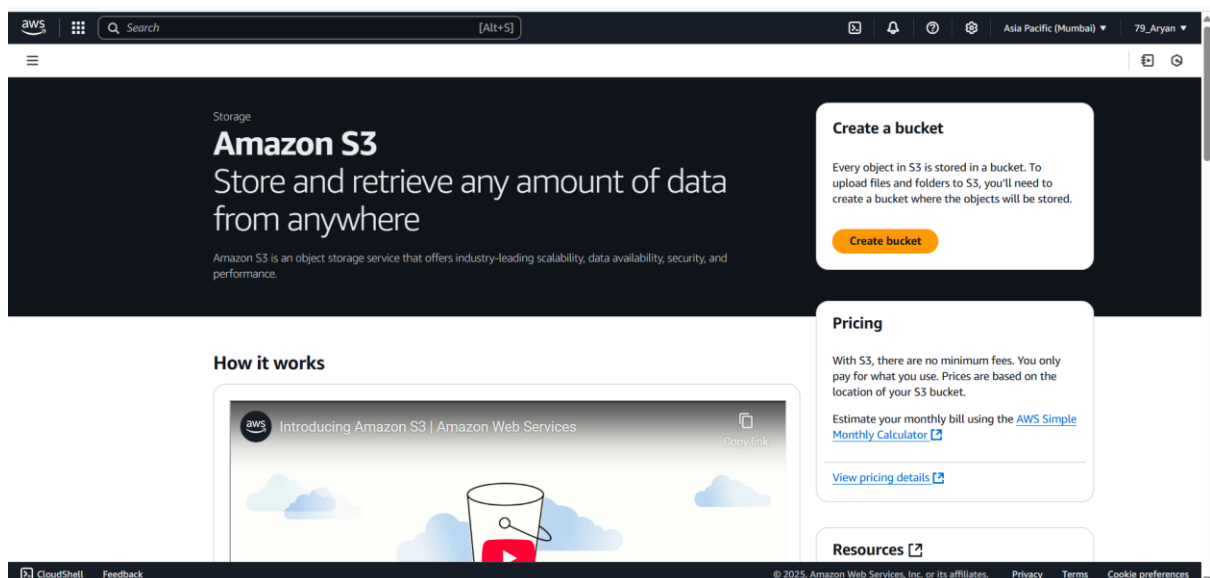 aws
Search [Alt+S]
Asia Pacific (Mumbai) ▼
79_Aryan ▼
Storage
Amazon S3
Store and retrieve any amount of data
from anywhere
Amazon S3 is an object storage service that offers industry-leading scalability, data availability, security, and
performance.
Create a bucket
Every object in S3 is stored in a bucket. To
upload files and folders to S3, you'll need to
create a bucket where the objects will be stored.
Create bucket
Pricing
With S3, there are no minimum fees. You only
pay for what you use. Prices are based on the
location of your S3 bucket.
Estimate your monthly bill using the AWS Simple
Monthly Calculator
View pricing details
How it works
aws
Introducing Amazon S3 | Amazon Web Services
Copy link
Resources
CloudShell Feedback
© 2025, Amazon Web Services, Inc. or its affiliates. Privacy Terms Cookie preferences